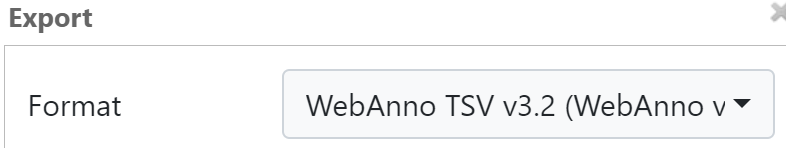 Export
Format
WebAnno TSV v3.2 (WebAnno v